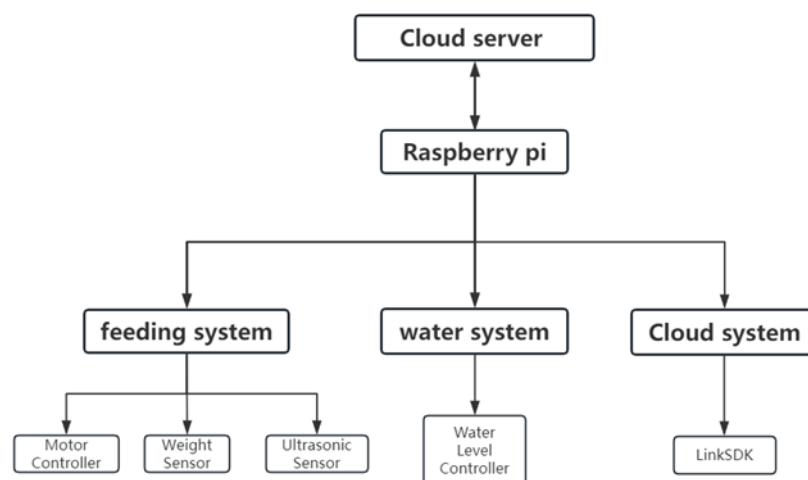 Cloud server
Raspberry pi
feeding system
water system
Cloud system
Motor
Controller
Weight
Sensor
Ultrasonic
Sensor
Water
Level
Controller
LinkSDK